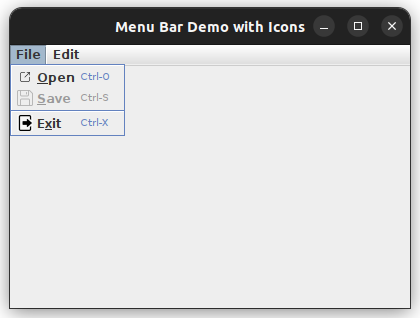 Menu Bar Demo with Icons
File Edit
Open Ctrl-O
Save Ctrl-S
Exit Ctrl-X